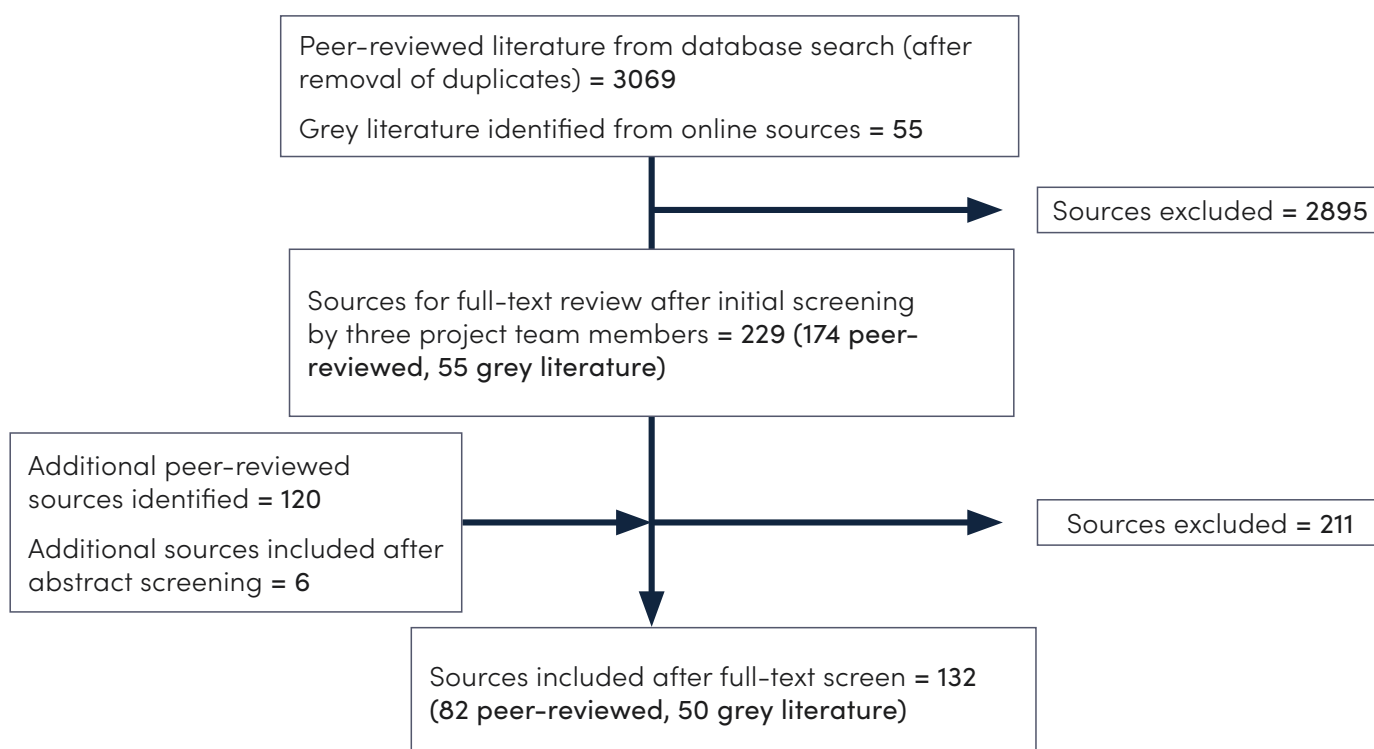 Peer-reviewed literature from database search (after
removal of duplicates) = 3069
Grey literature identified from online sources = 55
Sources excluded = 2895
Sources for full-text review after initial screening
by three project team members = 229 (174 peer-
reviewed, 55 grey literature)
Additional peer-reviewed
sources identified = 120
Additional sources included after
abstract screening = 6
Sources excluded = 211
Sources included after full-text screen = 132
(82 peer-reviewed, 50 grey literature)